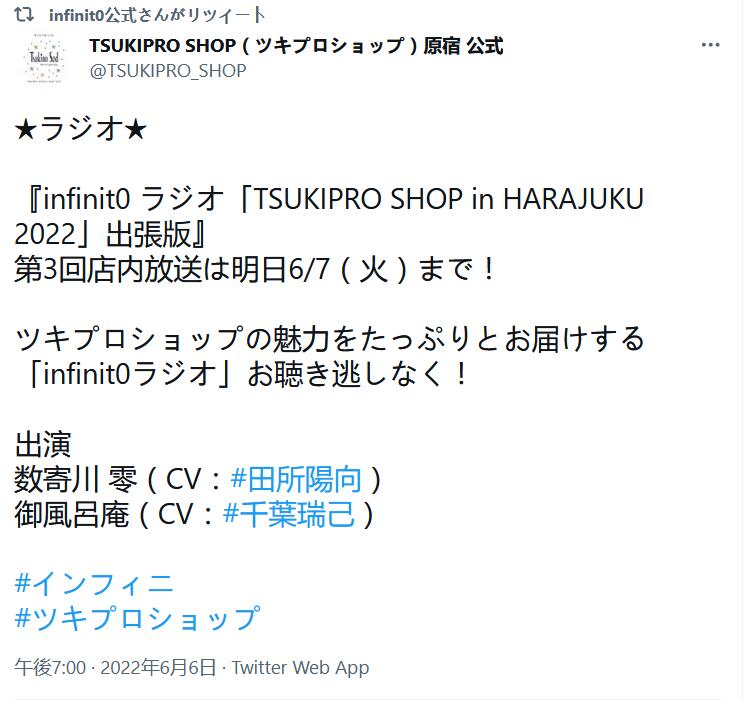 infinit0公式さんがリツイート
TSUKIPRO SHOP（ツキプロショップ）原宿 公式
@TSUKIPRO_SHOP
★ラジオ★
『infinit0 ラジオ「TSUKIPRO SHOP in HARAJUKU
2022」出張版』
第3回店内放送は明日6/7（火）まで！
ツキプロショップの魅力をたっぷりとお届けする
「infinit0ラジオ」お聴き逃しなく！
出演
数寄川 零（CV：#田所陽向）
御風呂庵（CV：#千葉瑞己）
#インフィニ
#ツキプロショップ
午後7:00 · 2022年6月6日 · Twitter Web App